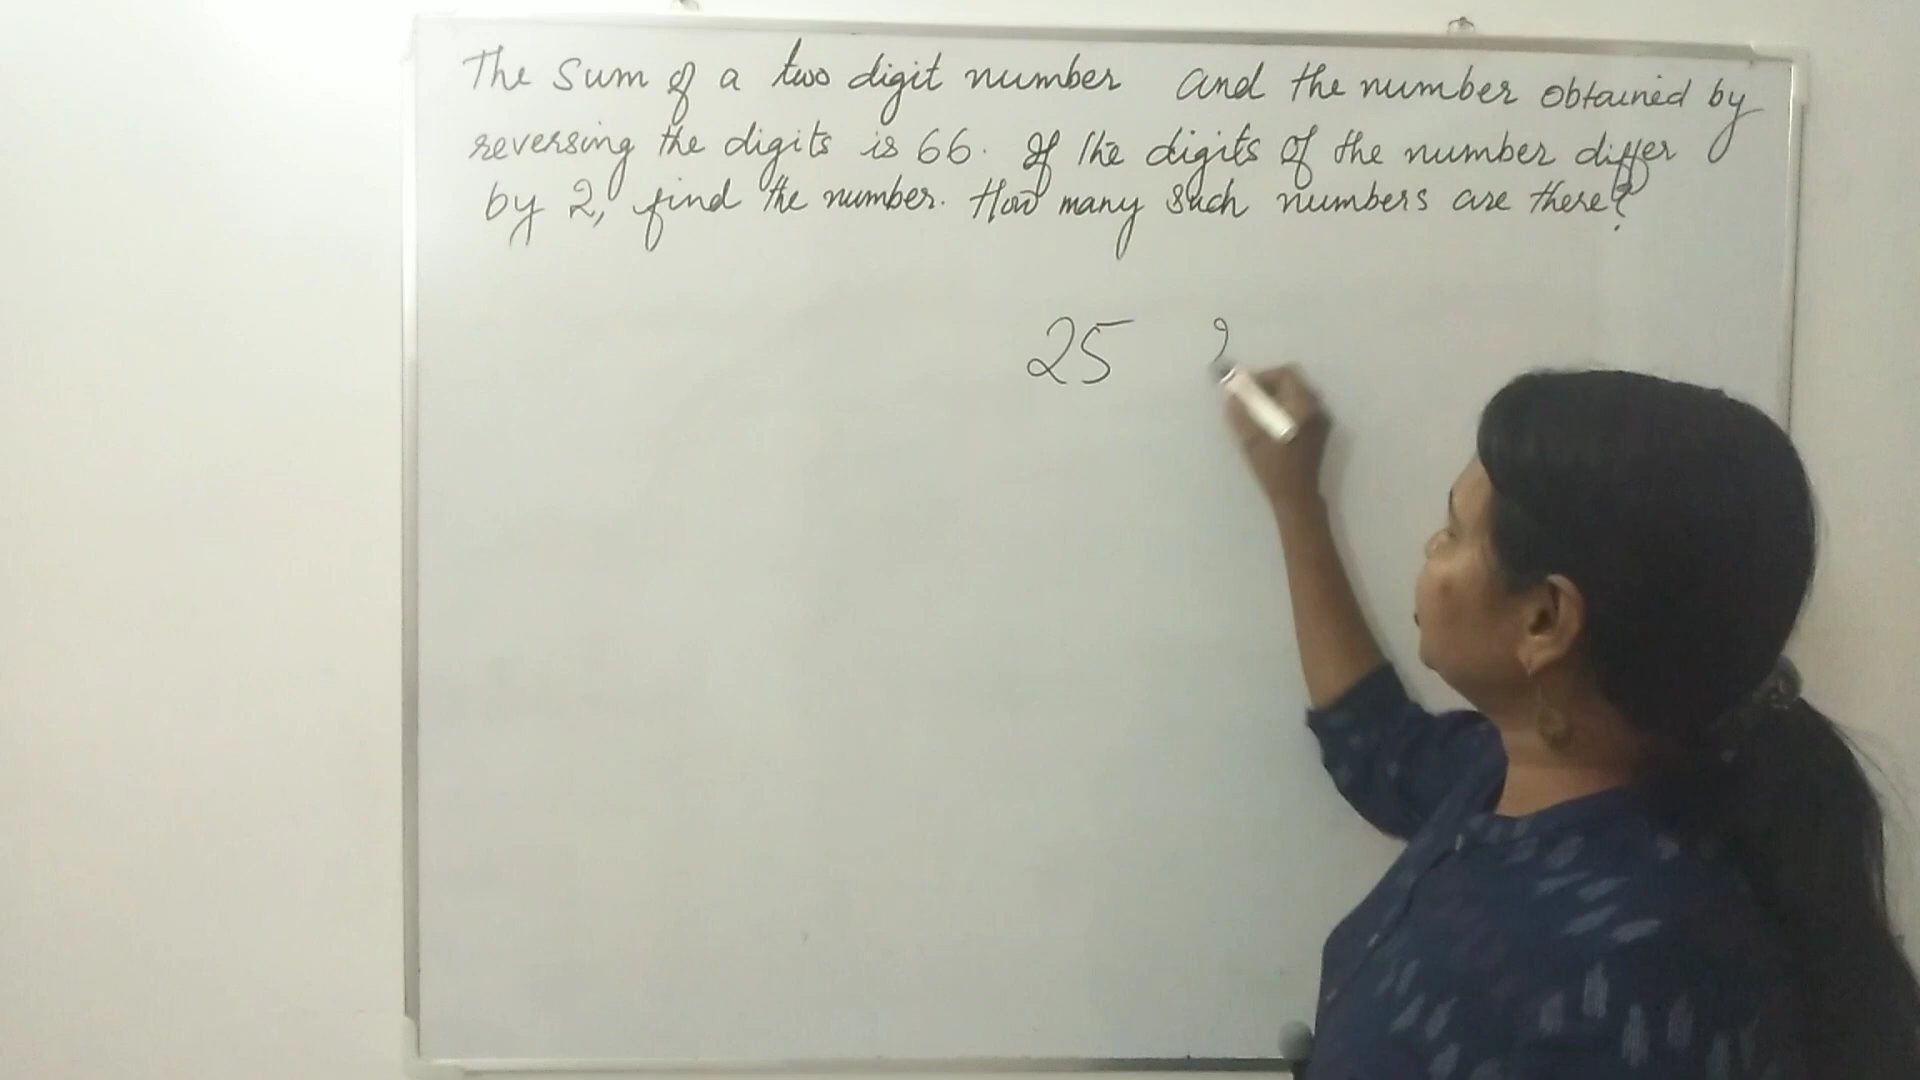 The sum of a two digit number and the number obtained by
reversing the digits is 66. If the digits of the number differ
by 2, find the number. How many such numbers are there?
25 2